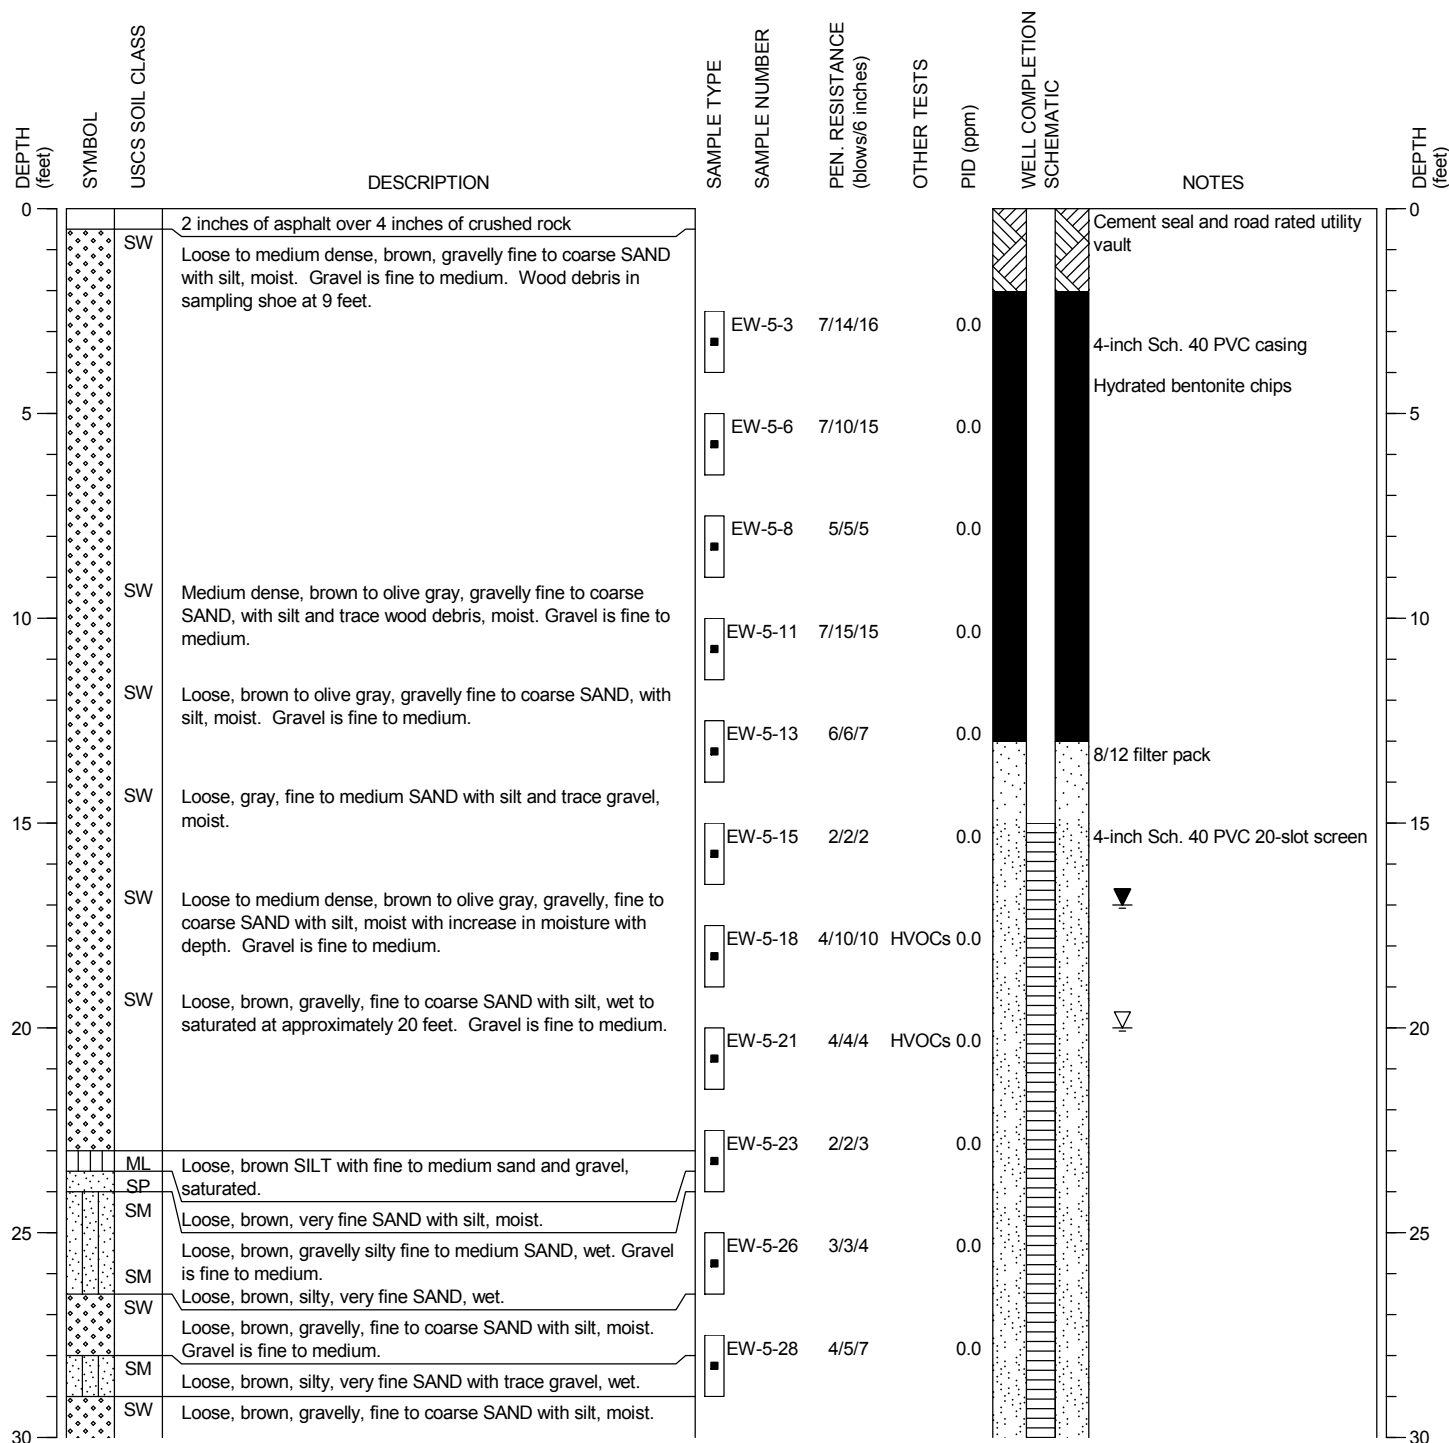 DEPTH
(feet)
SYMBOL
USCS SOIL CLASS
DESCRIPTION
SAMPLE TYPE
SAMPLE NUMBER
PEN. RESISTANCE
(blows/6 inches)
OTHER TESTS
PID (ppm)
WELL COMPLETION
SCHEMATIC
NOTES
DEPTH
(feet)
0
2 inches of asphalt over 4 inches of crushed rock
Cement seal and road rated utility
vault
0
SW
Loose to medium dense, brown, gravelly fine to coarse SAND
with silt, moist. Gravel is fine to medium. Wood debris in
sampling shoe at 9 feet.
EW-5-3 7/14/16 0.0
4-inch Sch. 40 PVC casing
Hydrated bentonite chips
5
EW-5-6 7/10/15 0.0
5
EW-5-8 5/5/5 0.0
SW
Medium dense, brown to olive gray, gravelly fine to coarse
SAND, with silt and trace wood debris, moist. Gravel is fine to
medium.
10
EW-5-11 7/15/15 0.0
10
SW
Loose, brown to olive gray, gravelly fine to coarse SAND, with
silt, moist. Gravel is fine to medium.
EW-5-13 6/6/7 0.0
8/12 filter pack
SW
Loose, gray, fine to medium SAND with silt and trace gravel,
moist.
15
EW-5-15 2/2/2 0.0
4-inch Sch. 40 PVC 20-slot screen
15
SW
Loose to medium dense, brown to olive gray, gravelly, fine to
coarse SAND with silt, moist with increase in moisture with
depth. Gravel is fine to medium.
EW-5-18 4/10/10 HVOCs 0.0
SW
Loose, brown, gravelly, fine to coarse SAND with silt, wet to
saturated at approximately 20 feet. Gravel is fine to medium.
20
EW-5-21 4/4/4 HVOCs 0.0
20
EW-5-23 2/2/3 0.0
ML
Loose, brown SILT with fine to medium sand and gravel,
saturated.
SP
Loose, brown, very fine SAND with silt, moist.
SM
25
Loose, brown, gravelly silty fine to medium SAND, wet. Gravel
is fine to medium.
EW-5-26 3/3/4 0.0
25
SM
Loose, brown, silty, very fine SAND, wet.
SW
Loose, brown, gravelly, fine to coarse SAND with silt, moist.
Gravel is fine to medium.
EW-5-28 4/5/7 0.0
SM
Loose, brown, silty, very fine SAND with trace gravel, wet.
SW
Loose, brown, gravelly, fine to coarse SAND with silt, moist.
30
30